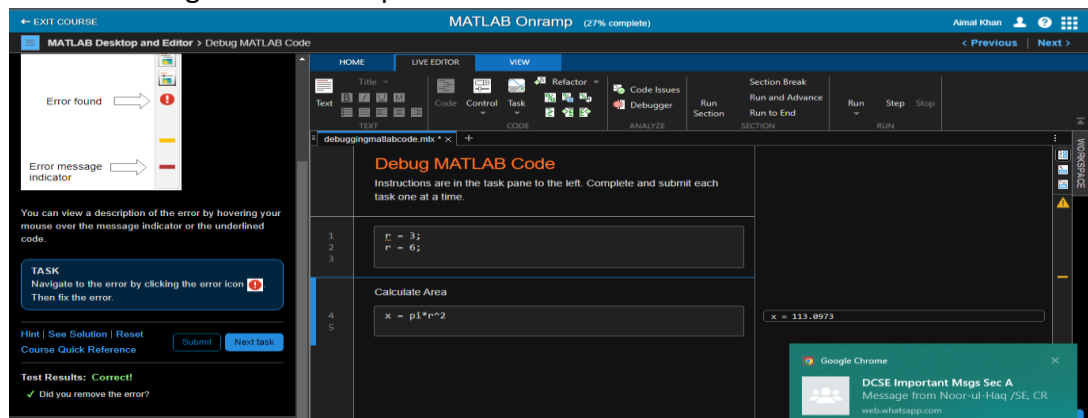 ← EXIT COURSE
MATLAB Onramp (27% complete)
Aimal Khan
MATLAB Desktop and Editor > Debug MATLAB Code
< Previous | Next >
Error found
Error message
indicator
You can view a description of the error by hovering your
mouse over the message indicator or the underlined
code.
TASK
Navigate to the error by clicking the error icon
Then fix the error.
Hint | See Solution | Reset
Course Quick Reference
Submit
Next task
Test Results: Correct!
✓ Did you remove the error?
HOME
LIVE EDITOR
VIEW
Text
Title
B I U M
TEXT
Code
Control
Task
Refactor
CODE
Code Issues
Debugger
ANALYZE
Run
Section
Section Break
Run and Advance
Run to End
SECTION
Run
Step
Stop
RUN
debuggingmatlabcode.mlx * ×
+
WORKSPACE
Debug MATLAB Code
Instructions are in the task pane to the left. Complete and submit each
task one at a time.
1 r = 3;
2 r = 6;
3
Calculate Area
4 x = pi*r^2
5
x = 113.0973
Google Chrome
DCSE Important Msgs Sec A
Message from Noor-ul-Haq /SE, CR
web.whatsapp.com